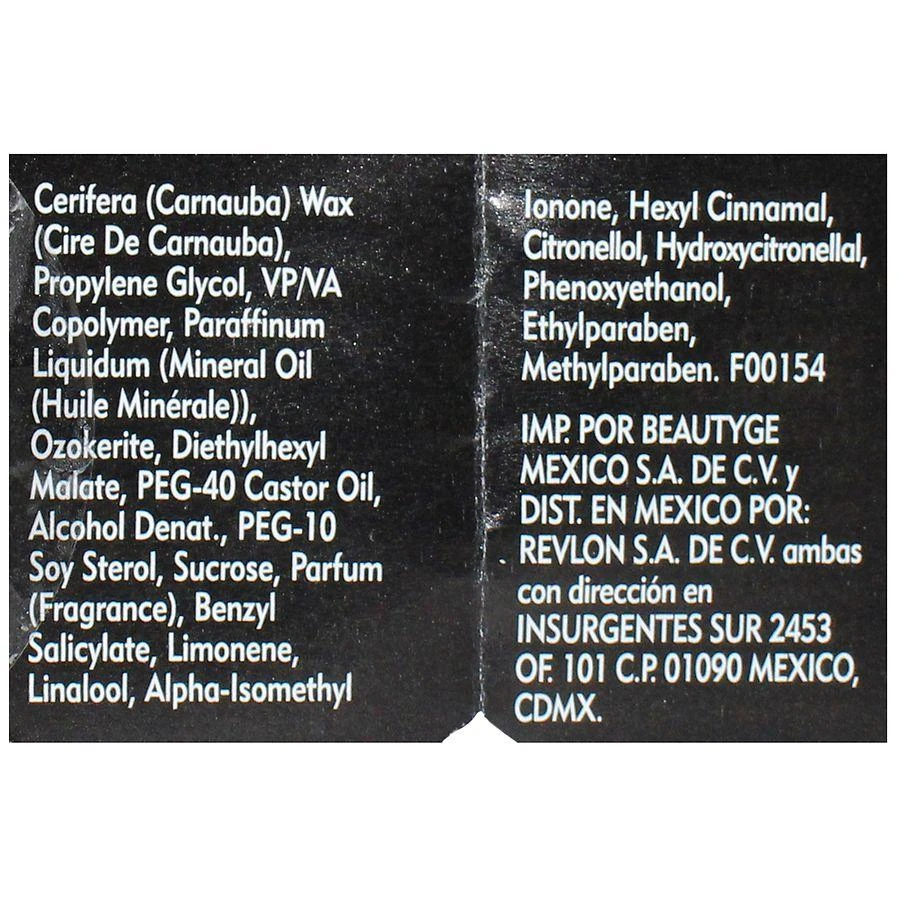 Cerifera (Carnauba) Wax
(Cire De Carnauba),
Propylene Glycol, VP/VA
Copolymer, Paraffinum
Liquidum (Mineral Oil
(Huile Minérale)),
Ozokerite, Diethylhexyl
Malate, PEG-40 Castor Oil,
Alcohol Denat., PEG-10
Soy Sterol, Sucrose, Parfum
(Fragrance), Benzyl
Salicylate, Limonene,
Linalool, Alpha-Isomethyl
Ionone, Hexyl Cinnamal,
Citronellol, Hydroxycitronellal,
Phenoxyethanol,
Ethylparaben,
Methylparaben. F00154
IMP. POR BEAUTYGE
MEXICO S.A. DE C.V. y
DIST. EN MEXICO POR:
REVLON S.A. DE C.V. ambas
con dirección en
INSURGENTES SUR 2453
OF. 101 C.P. 01090 MEXICO,
CDMX.